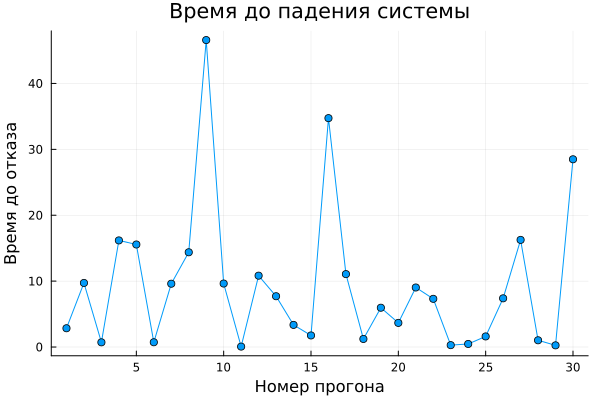 Время до падения системы
Время до отказа
40
30
20
10
0
5 10 15 20 25 30
Номер прогона